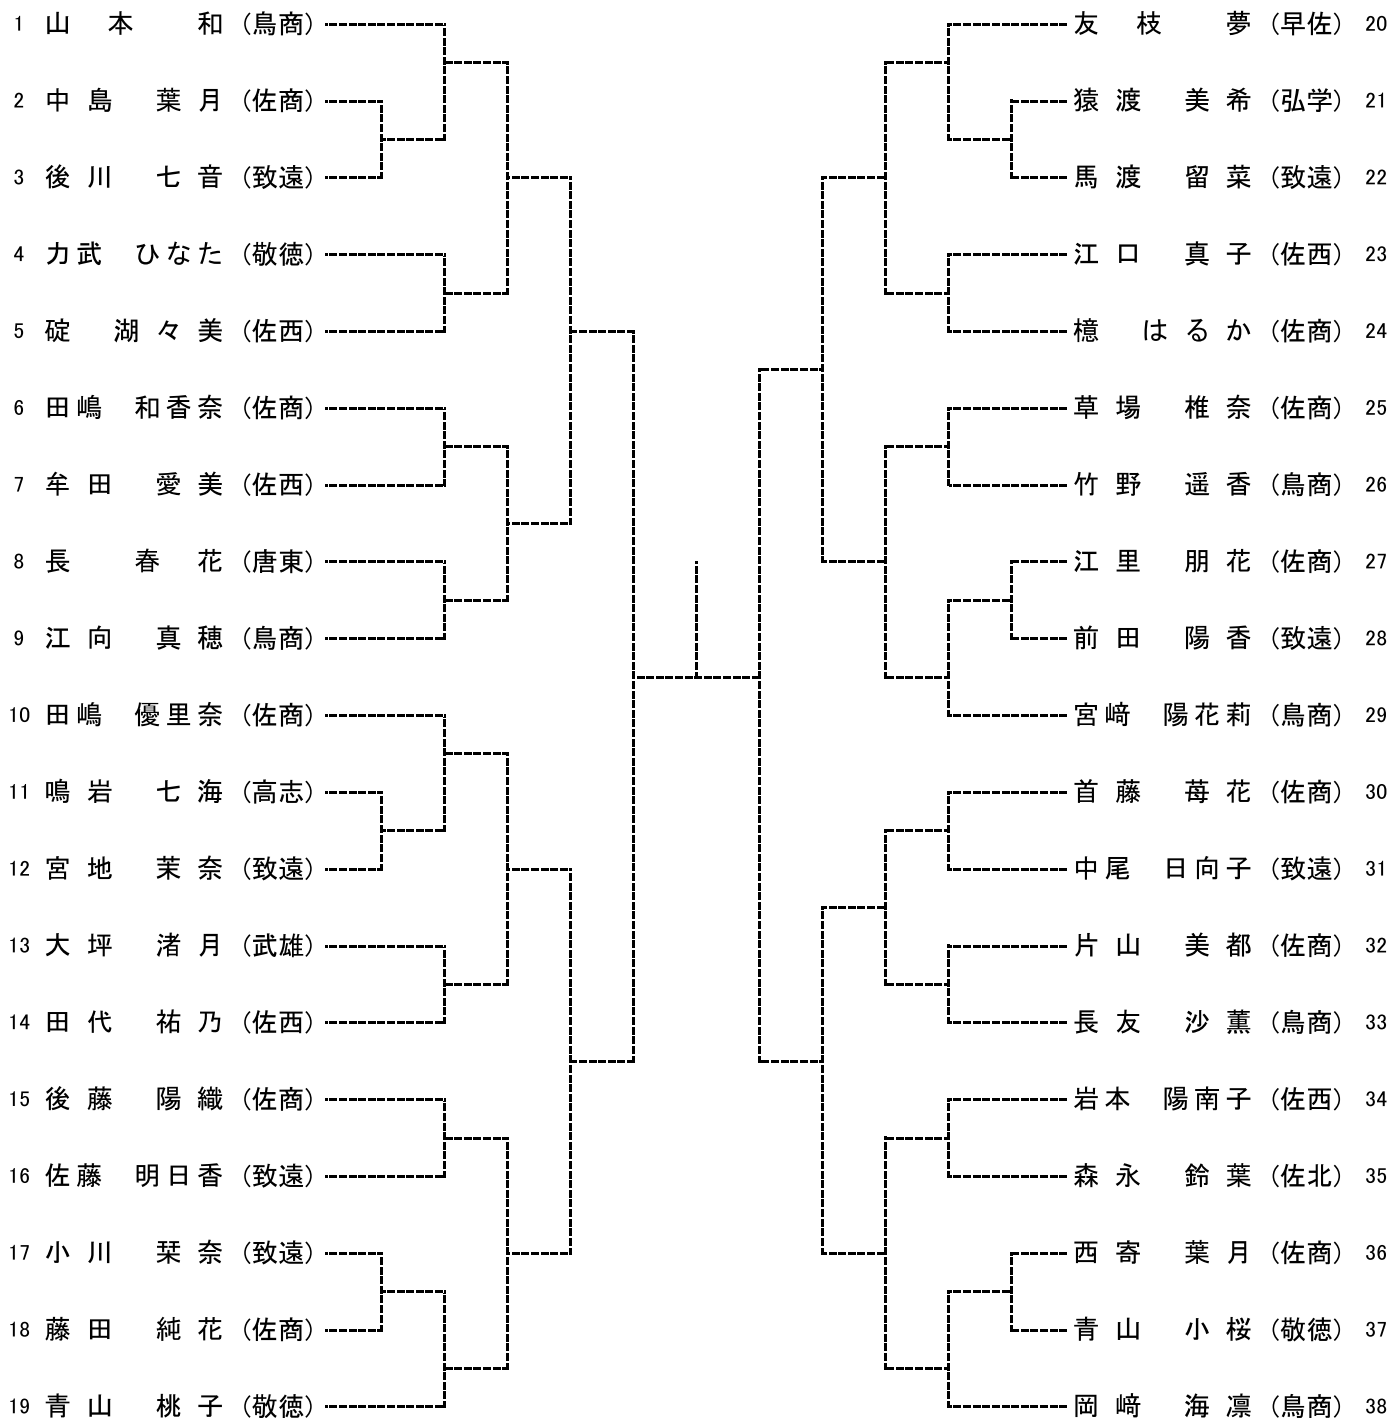 1 山本 和 (鳥商)
2 中島 葉月 (佐商)
3 後川 七音 (致遠)
4 力武 ひなた (敬徳)
5 碇 湖々美 (佐西)
6 田嶋 和香奈 (佐商)
7 牟田 愛美 (佐西)
8 長 春花 (唐東)
9 江向 真穂 (鳥商)
10 田嶋 優里奈 (佐商)
11 鳴岩 七海 (高志)
12 宮地 茉奈 (致遠)
13 大坪 渚月 (武雄)
14 田代 祐乃 (佐西)
15 後藤 陽織 (佐商)
16 佐藤 明日香 (致遠)
17 小川 栞奈 (致遠)
18 藤田 純花 (佐商)
19 青山 桃子 (敬徳)
友枝 夢 (早佐) 20
猿渡 美希 (弘学) 21
馬渡 留菜 (致遠) 22
江口 真子 (佐西) 23
檍 はるか (佐商) 24
草場 椎奈 (佐商) 25
竹野 遥香 (鳥商) 26
江里 朋花 (佐商) 27
前田 陽香 (致遠) 28
宮﨑 陽花莉 (鳥商) 29
首藤 苺花 (佐商) 30
中尾 日向子 (致遠) 31
片山 美都 (佐商) 32
長友 沙薫 (鳥商) 33
岩本 陽南子 (佐西) 34
森永 鈴葉 (佐北) 35
西寄 葉月 (佐商) 36
青山 小桜 (敬徳) 37
岡﨑 海凛 (鳥商) 38